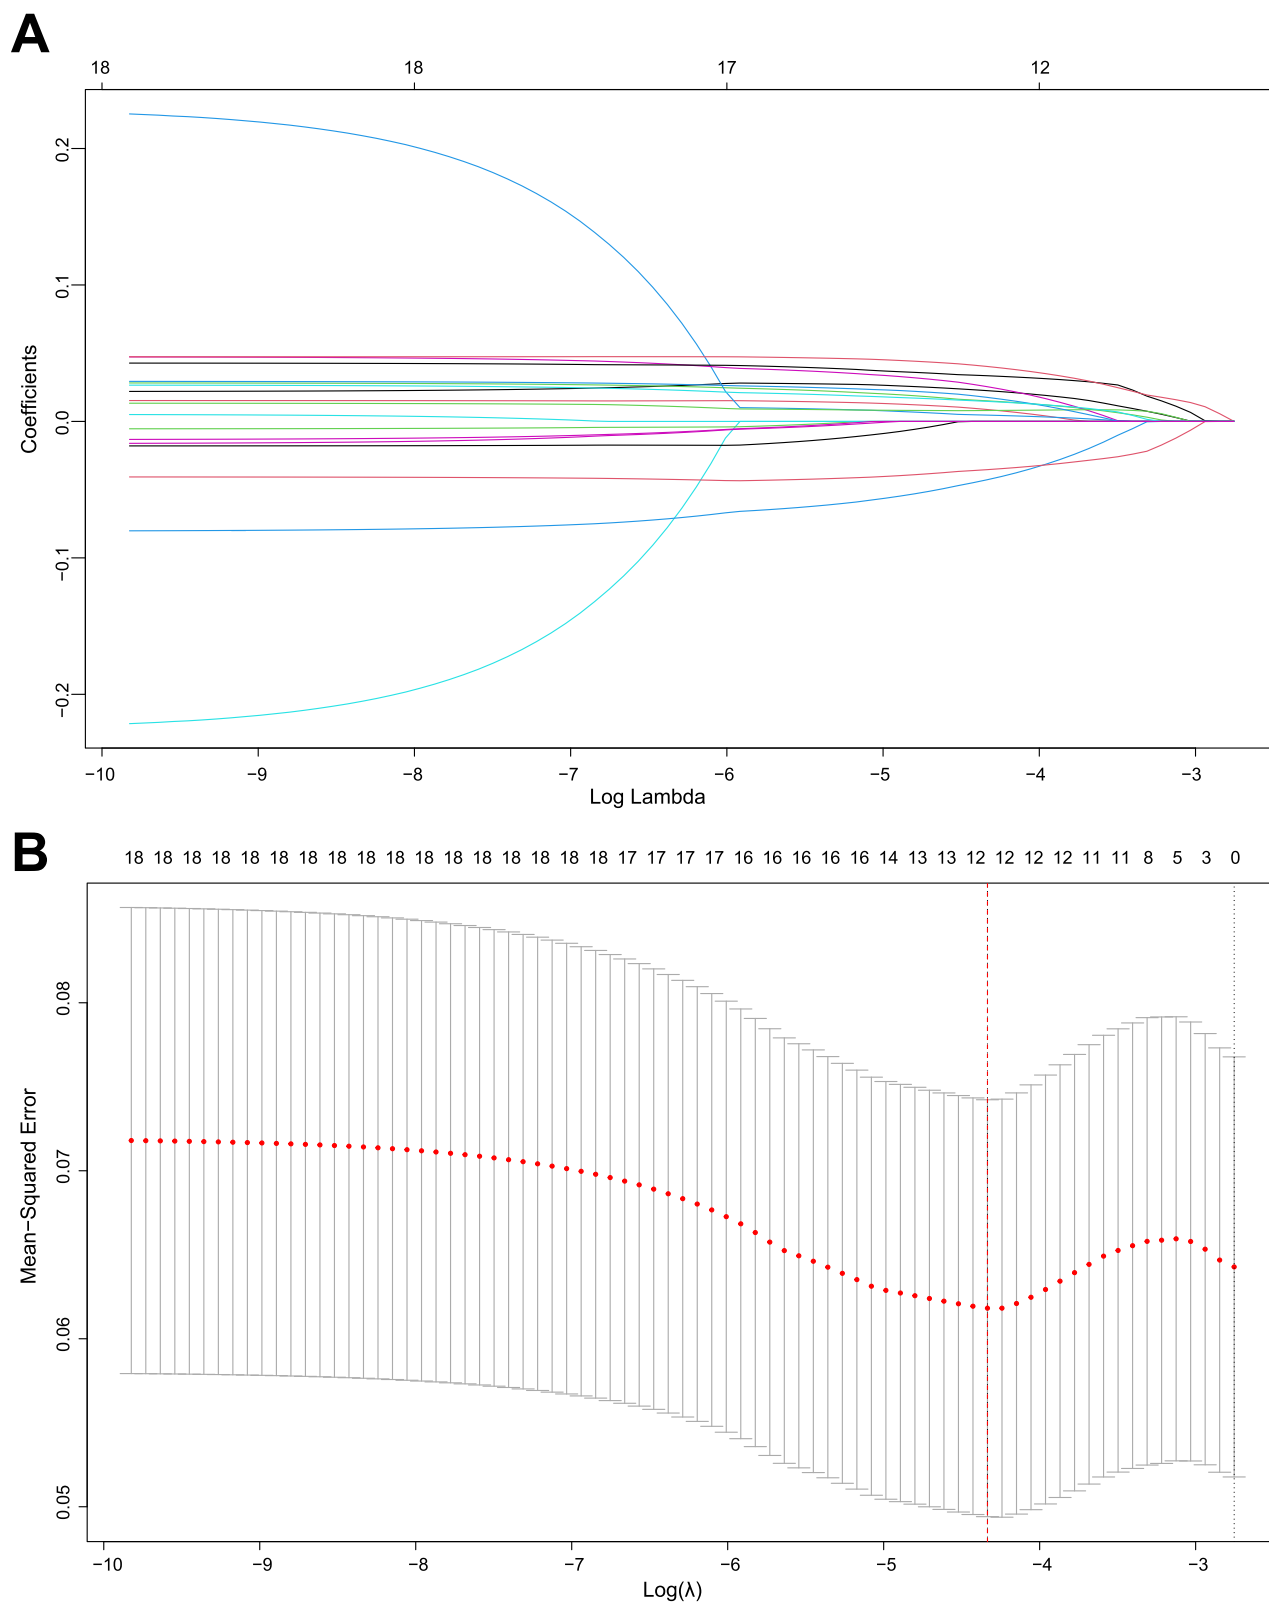 A
18 18 17 12
0.2
0.1
0.0
−0.1
−0.2
Coefficients
−10 −9 −8 −7 −6 −5 −4 −3
Log Lambda
B
18 18 18 18 18 18 18 18 18 18 18 18 18 18 18 18 18 17 17 17 17 16 16 16 16 16 14 13 13 12 12 12 12 11 11 8 5 3 0
0.08
0.07
0.06
0.05
Mean−Squared Error
−10 −9 −8 −7 −6 −5 −4 −3
Log(λ)